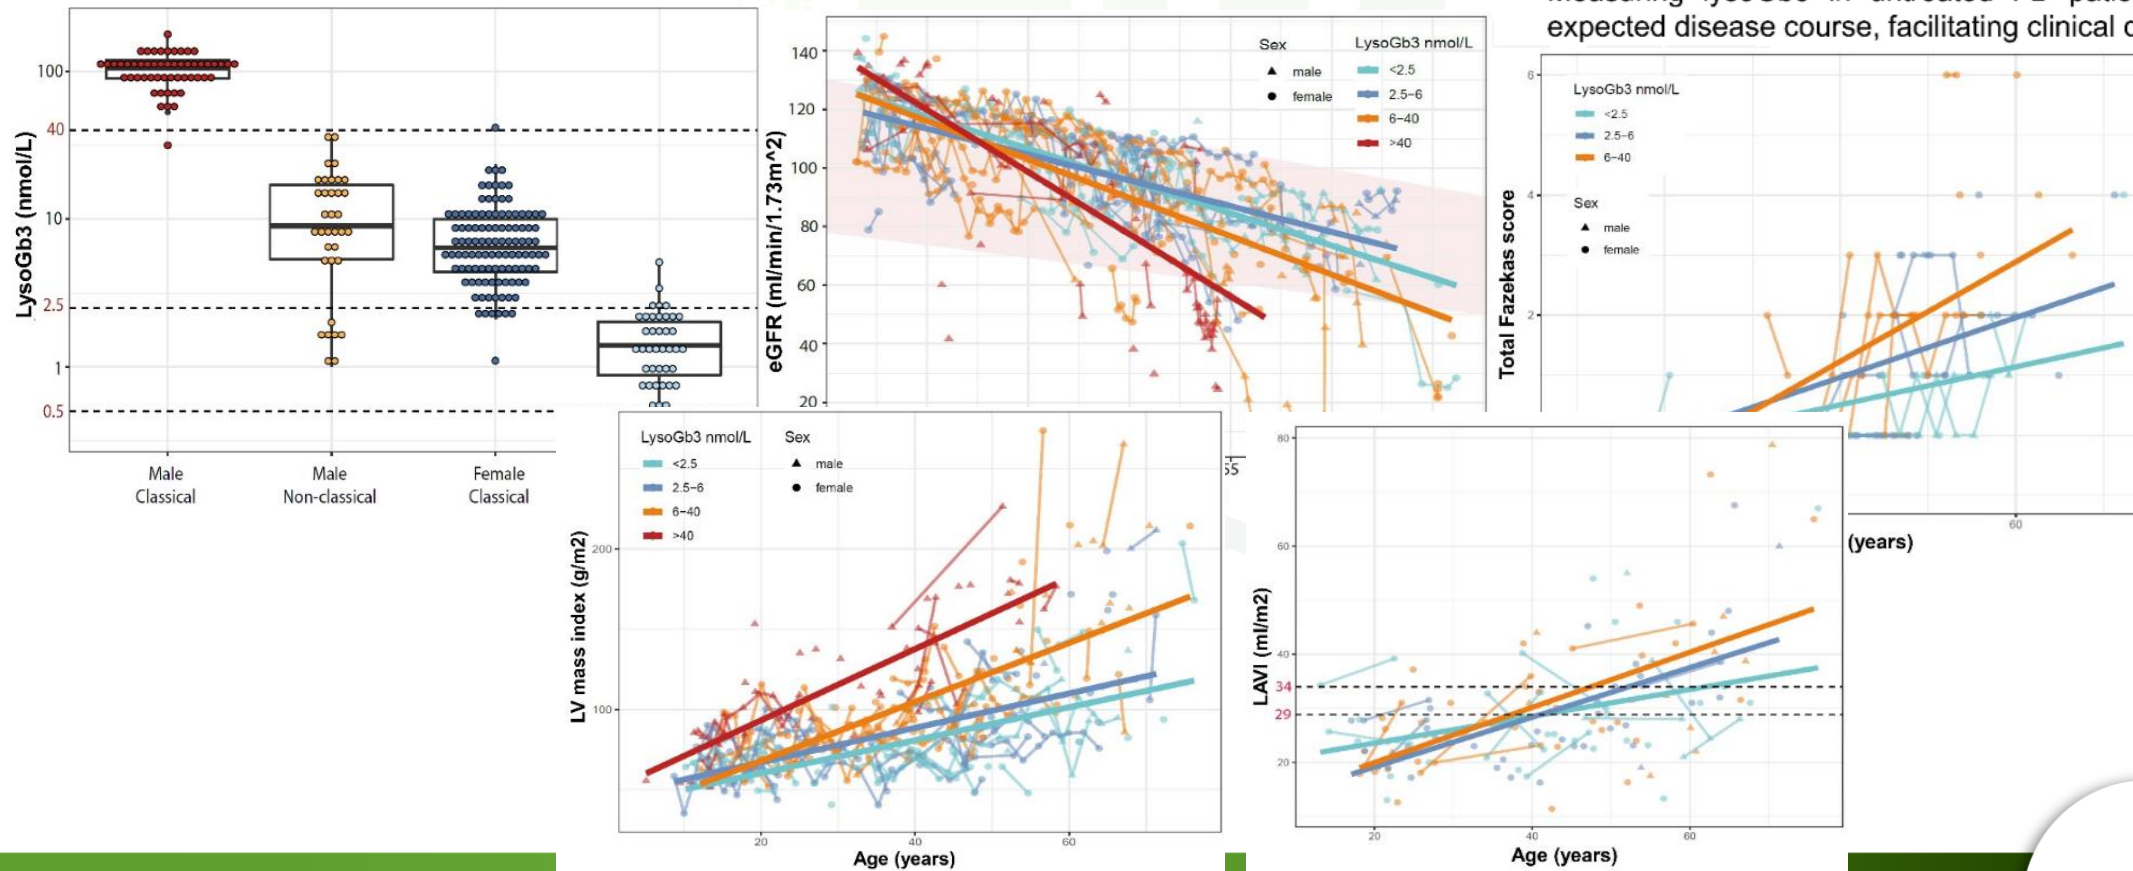 expected disease course, facilitating clinical
LysoGb3 (nmol/L)
100
40
10
2.5
1
0.5
Male
Classical
Male
Non-classical
Female
Classical
eGFR (ml/min/1.73m^2)
140
120
100
80
60
40
20
Sex
male
female
LysoGb3 nmol/L
<2.5
2.5–6
6–40
>40
55
Total Fazekas score
6
4
2
LysoGb3 nmol/L
<2.5
2.5–6
6–40
Sex
male
female
60
(years)
LV mass index (g/m2)
200
100
LysoGb3 nmol/L
<2.5
2.5–6
6–40
>40
Sex
male
female
20
40
60
Age (years)
LAVI (ml/m2)
80
60
40
34
29
20
20
40
60
Age (years)